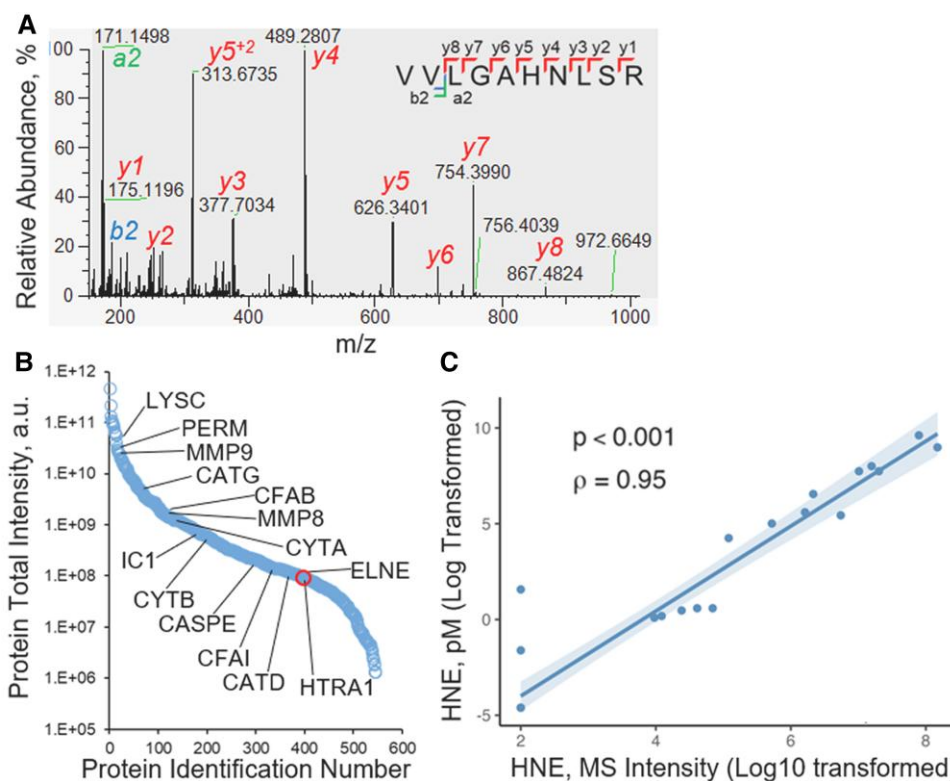 A
171.1498
a2
y5+2
313.6735
489.2807
y4
y8 y7 y6 y5 y4 y3 y2 y1
V V L G A H N L S R
b2 a2
y1
175.1196
b2
y2
y3
377.7034
y5
626.3401
y6
y7
754.3990
756.4039
y8
867.4824
972.6649
100
80
60
40
20
0
Relative Abundance, %
200 400 600 800 1000
m/z
B
1.E+12
1.E+11
1.E+10
1.E+09
1.E+08
1.E+07
1.E+06
1.E+05
Protein Total Intensity, a.u.
LYSC
PERM
MMP9
CATG
CFAB
MMP8
CYTA
ELNE
IC1
CYTB
CASPE
CFAI
CATD
HTRA1
0 100 200 300 400 500 600
Protein Identification Number
C
HNE, pM (Log Transformed)
10
5
0
-5
p < 0.001
ρ = 0.95
2 4 6 8
HNE, MS Intensity (Log10 transformed